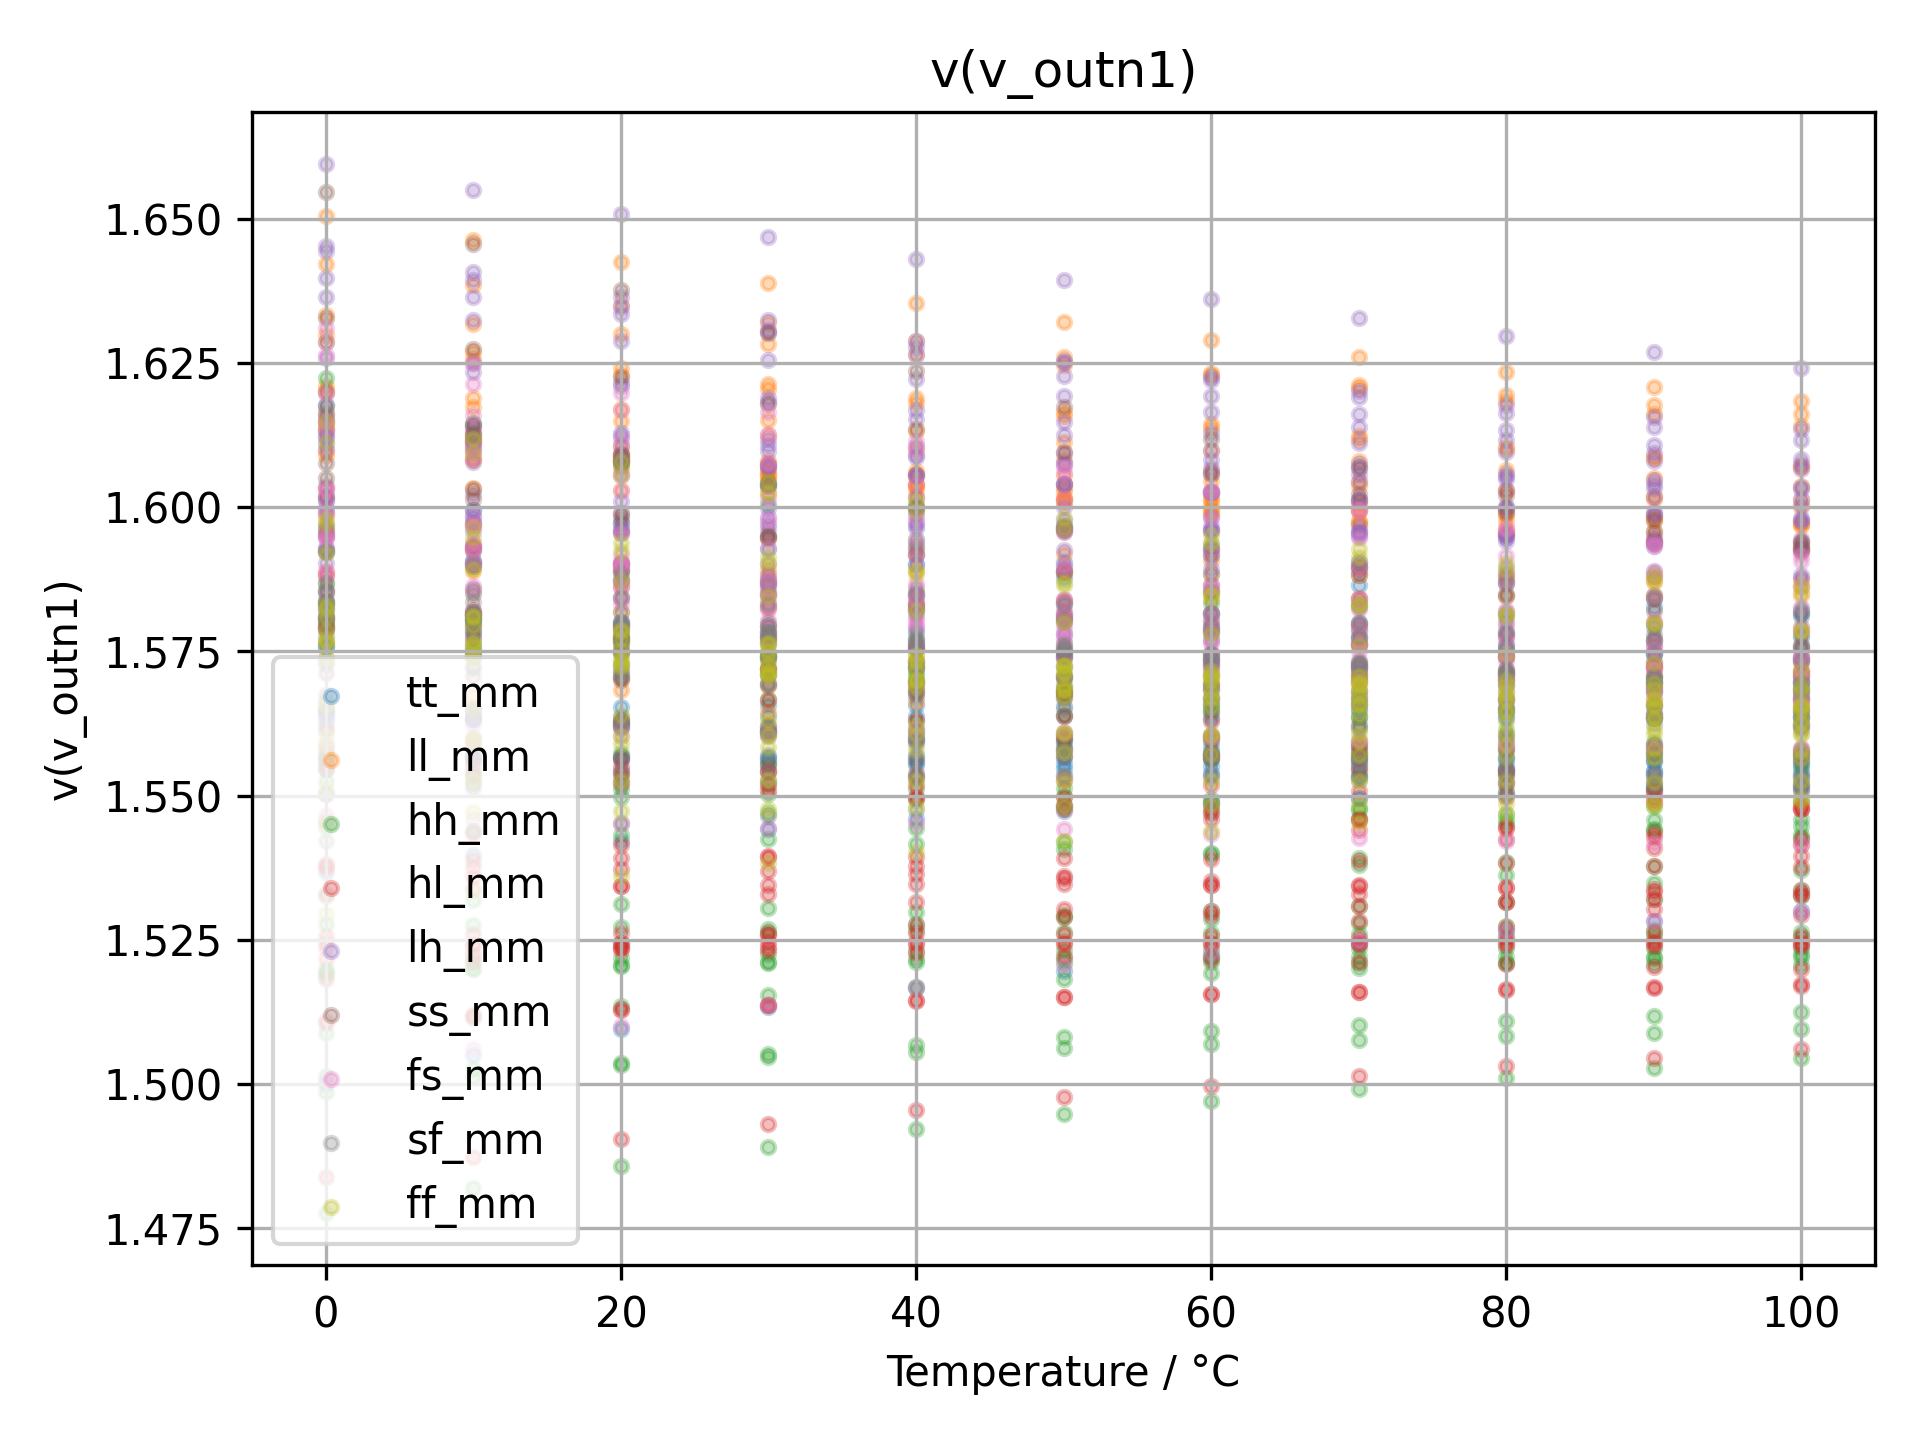 v(v_outn1)
v(v_outn1)
1.650
1.625
1.600
1.575
1.550
1.525
1.500
1.475
tt_mm
ll_mm
hh_mm
hl_mm
lh_mm
ss_mm
fs_mm
sf_mm
ff_mm
0 20 40 60 80 100
Temperature / °C